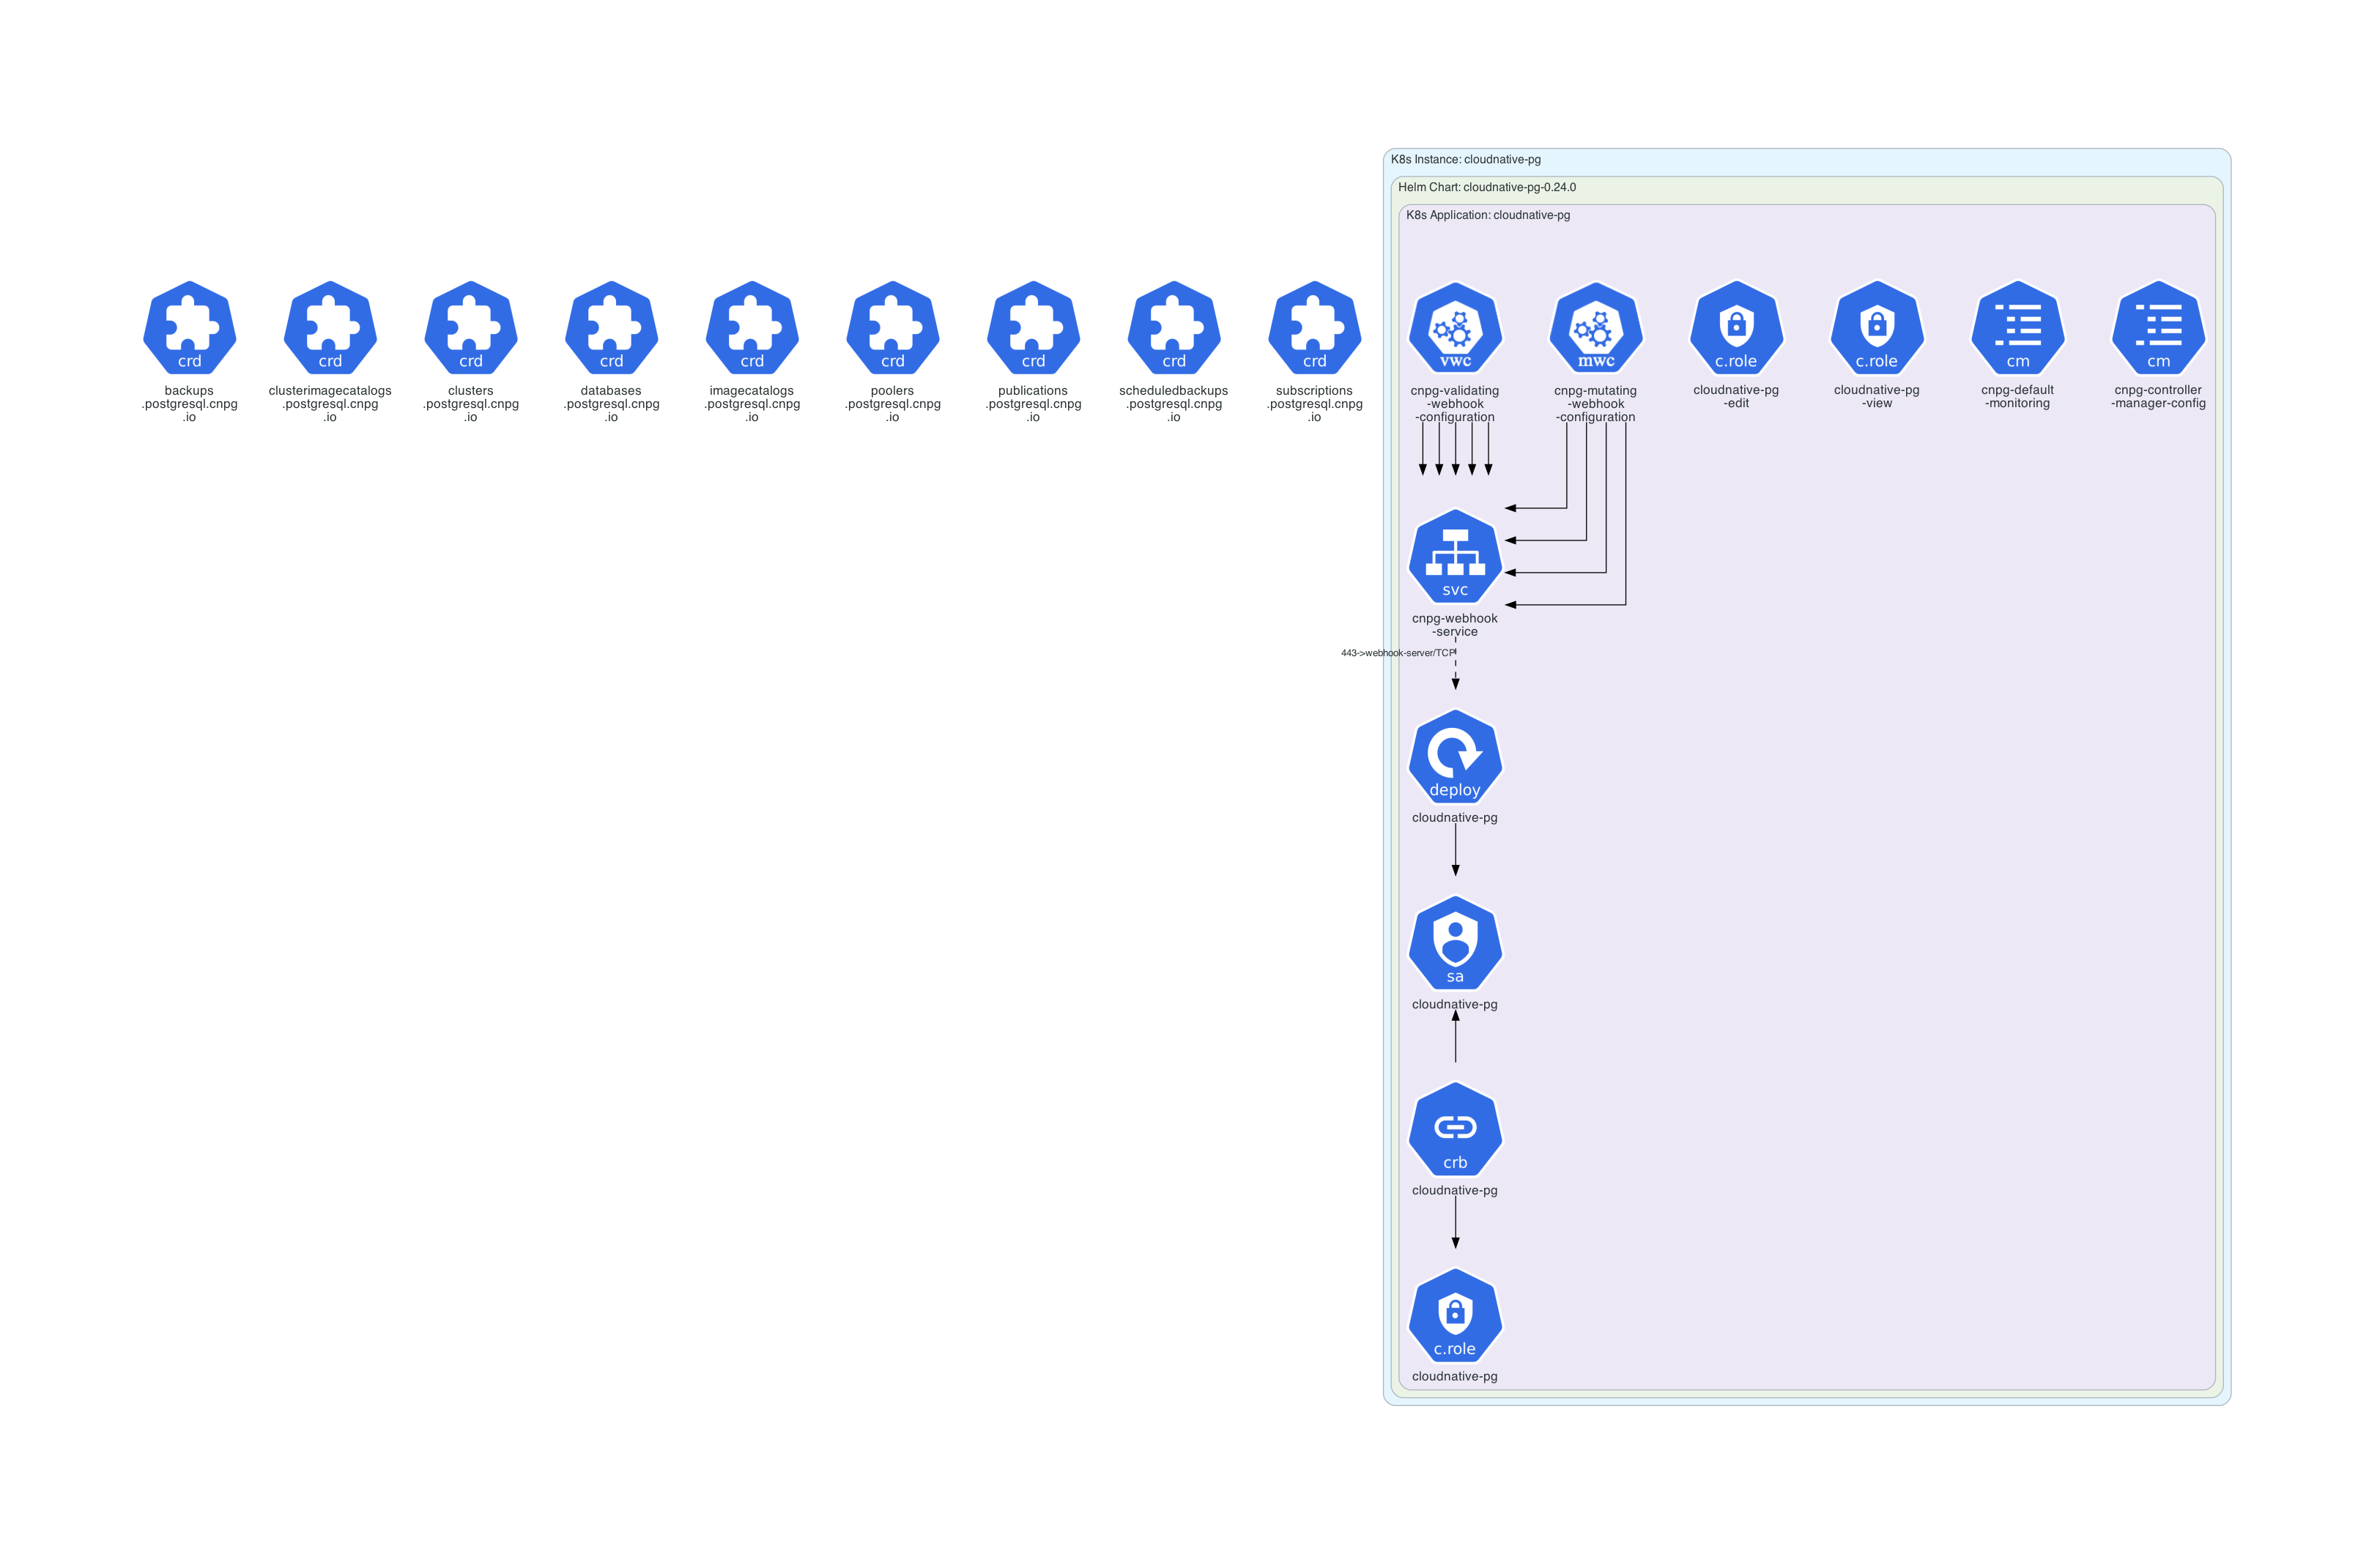 K8s Instance: cloudnative-pg
Helm Chart: cloudnative-pg-0.24.0
K8s Application: cloudnative-pg
crd
backups
.postgresql.cnpg
.io
crd
clusterimagecatalogs
.postgresql.cnpg
.io
crd
clusters
.postgresql.cnpg
.io
crd
databases
.postgresql.cnpg
.io
crd
imagecatalogs
.postgresql.cnpg
.io
crd
poolers
.postgresql.cnpg
.io
crd
publications
.postgresql.cnpg
.io
crd
scheduledbackups
.postgresql.cnpg
.io
crd
subscriptions
.postgresql.cnpg
.io
vwc
cnpg-validating
-webhook
-configuration
mwc
cnpg-mutating
-webhook
-configuration
c.role
cloudnative-pg
-edit
c.role
cloudnative-pg
-view
cm
cnpg-default
-monitoring
cm
cnpg-controller
-manager-config
svc
cnpg-webhook
-service
443->webhook-server/TCP
deploy
cloudnative-pg
sa
cloudnative-pg
crb
cloudnative-pg
c.role
cloudnative-pg